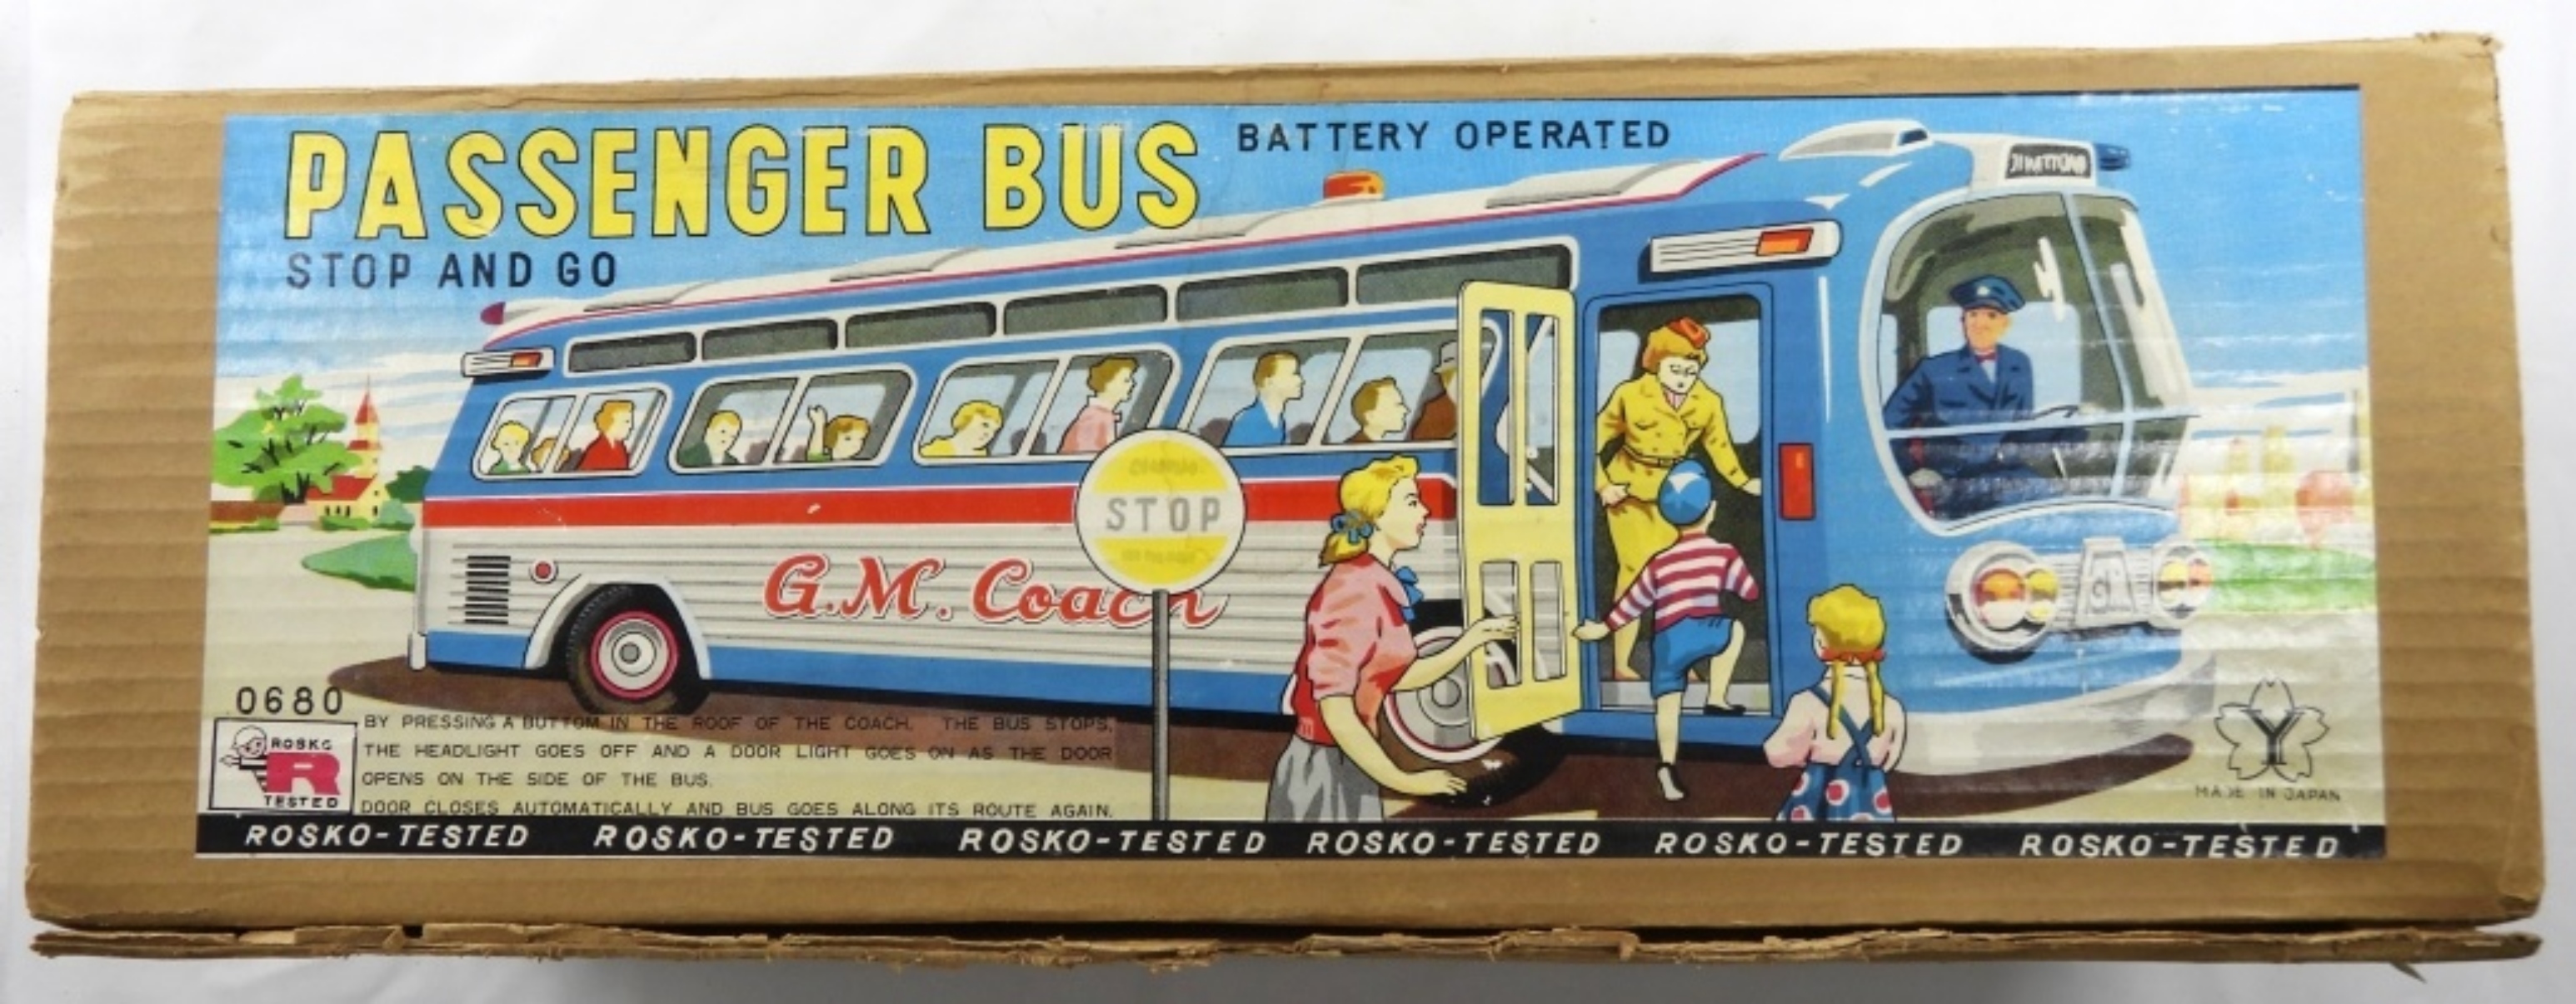 PASSENGER BUS
BATTERY OPERATED
STOP AND GO
STOP
G.M. Coach
0680
ROSKO
R
TESTED
BY PRESSING A BUTTOM IN THE ROOF OF THE COACH, THE BUS STOPS,
THE HEADLIGHT GOES OFF AND A DOOR LIGHT GOES ON AS THE DOOR
OPENS ON THE SIDE OF THE BUS.
DOOR CLOSES AUTOMATICALLY AND BUS GOES ALONG ITS ROUTE AGAIN.
Y
MADE IN JAPAN
ROSKO-TESTED ROSKO-TESTED ROSKO-TESTED ROSKO-TESTED ROSKO-TESTED ROSKO-TESTED